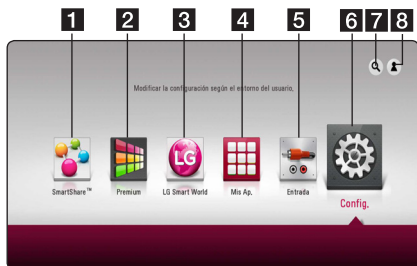 1 2 3 4 5 6 7 8
Modificar la configuración según el entorno del usuario.
LG
SmartShare™ Premium LG Smart World Mis Ap. Entrada Config.